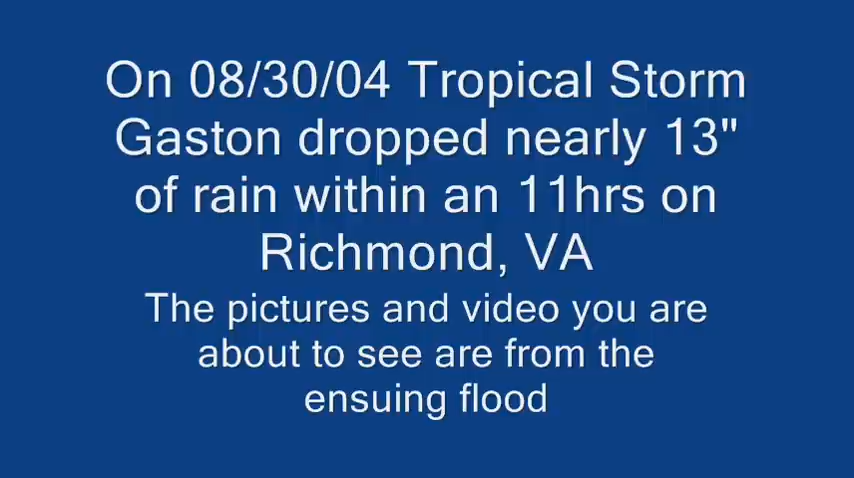 On 08/30/04 Tropical Storm
Gaston dropped nearly 13"
of rain within an 11hrs on
Richmond, VA
The pictures and video you are
about to see are from the
ensuing flood